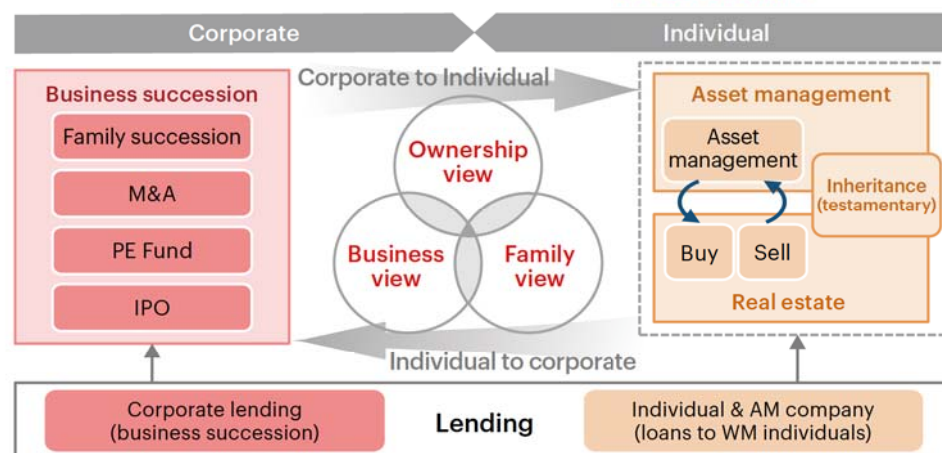 Corporate
Individual
Corporate to Individual
Business succession
Family succession
M&A
PE Fund
IPO
Ownership
view
Business
view
Family
view
Asset management
Asset
management
Inheritance
(testamentary)
Buy
Sell
Real estate
Individual to corporate
Corporate lending
(business succession)
Lending
Individual & AM company
(loans to WM individuals)